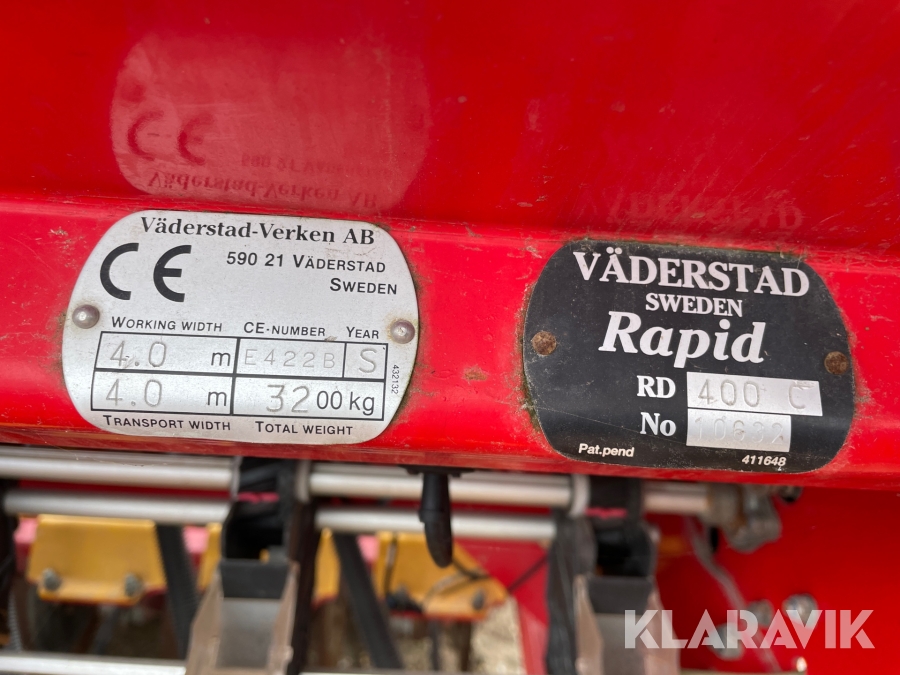 Väderstad-Verken AB
CE 590 21 VÄDERSTAD
SWEDEN
WORKING WIDTH CE-NUMBER YEAR
4.0 m E422B S
4.0 m 3200 kg
TRANSPORT WIDTH TOTAL WEIGHT
432132
VÄDERSTAD
SWEDEN
Rapid
RD 400 C
No
Pat.pend 411648
KLARAVIK